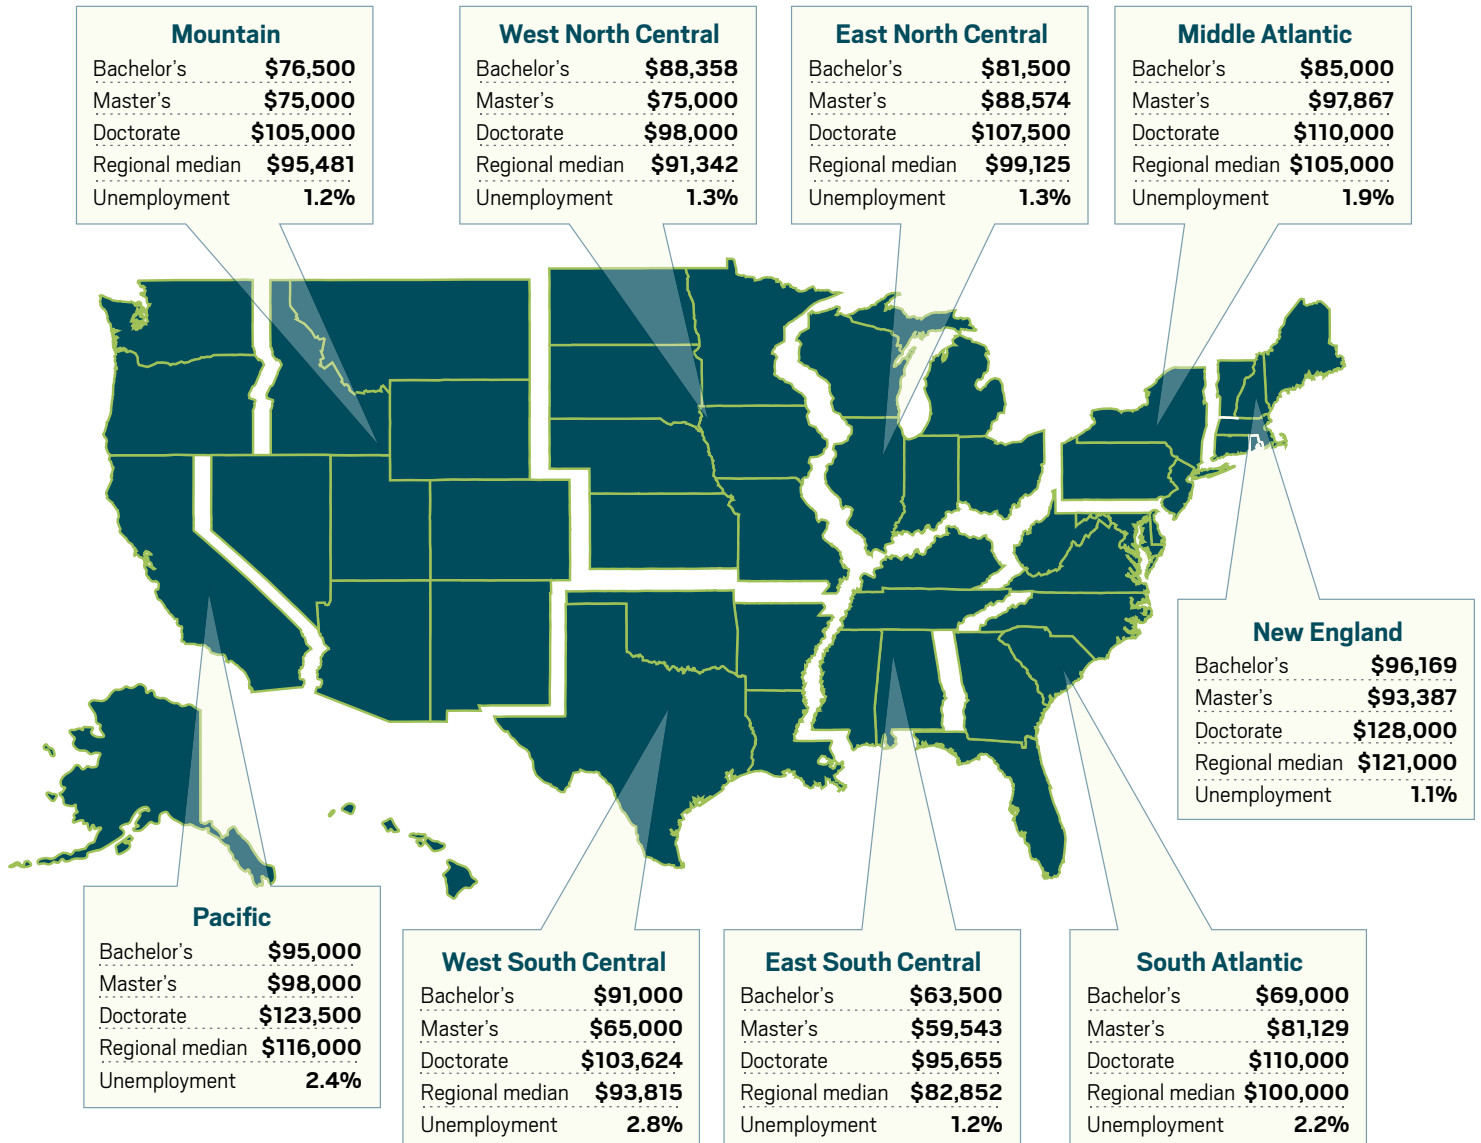 Mountain
Bachelor's $76,500
Master's $75,000
Doctorate $105,000
Regional median $95,481
Unemployment 1.2%
West North Central
Bachelor's $88,358
Master's $75,000
Doctorate $98,000
Regional median $91,342
Unemployment 1.3%
East North Central
Bachelor's $81,500
Master's $88,574
Doctorate $107,500
Regional median $99,125
Unemployment 1.3%
Middle Atlantic
Bachelor's $85,000
Master's $97,867
Doctorate $110,000
Regional median $105,000
Unemployment 1.9%
New England
Bachelor's $96,169
Master's $93,387
Doctorate $128,000
Regional median $121,000
Unemployment 1.1%
Pacific
Bachelor's $95,000
Master's $98,000
Doctorate $123,500
Regional median $116,000
Unemployment 2.4%
West South Central
Bachelor's $91,000
Master's $65,000
Doctorate $103,624
Regional median $93,815
Unemployment 2.8%
East South Central
Bachelor's $63,500
Master's $59,543
Doctorate $95,655
Regional median $82,852
Unemployment 1.2%
South Atlantic
Bachelor's $69,000
Master's $81,129
Doctorate $110,000
Regional median $100,000
Unemployment 2.2%